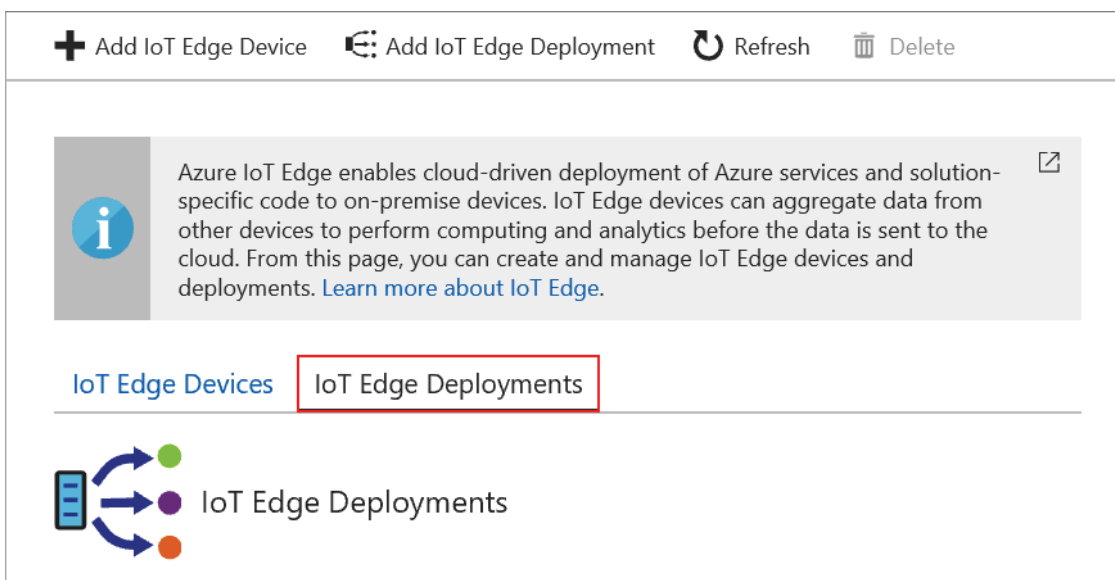 Add IoT Edge Device Add IoT Edge Deployment Refresh Delete
Azure IoT Edge enables cloud-driven deployment of Azure services and solution-
specific code to on-premise devices. IoT Edge devices can aggregate data from
other devices to perform computing and analytics before the data is sent to the
cloud. From this page, you can create and manage IoT Edge devices and
deployments. Learn more about IoT Edge.
IoT Edge Devices IoT Edge Deployments
IoT Edge Deployments